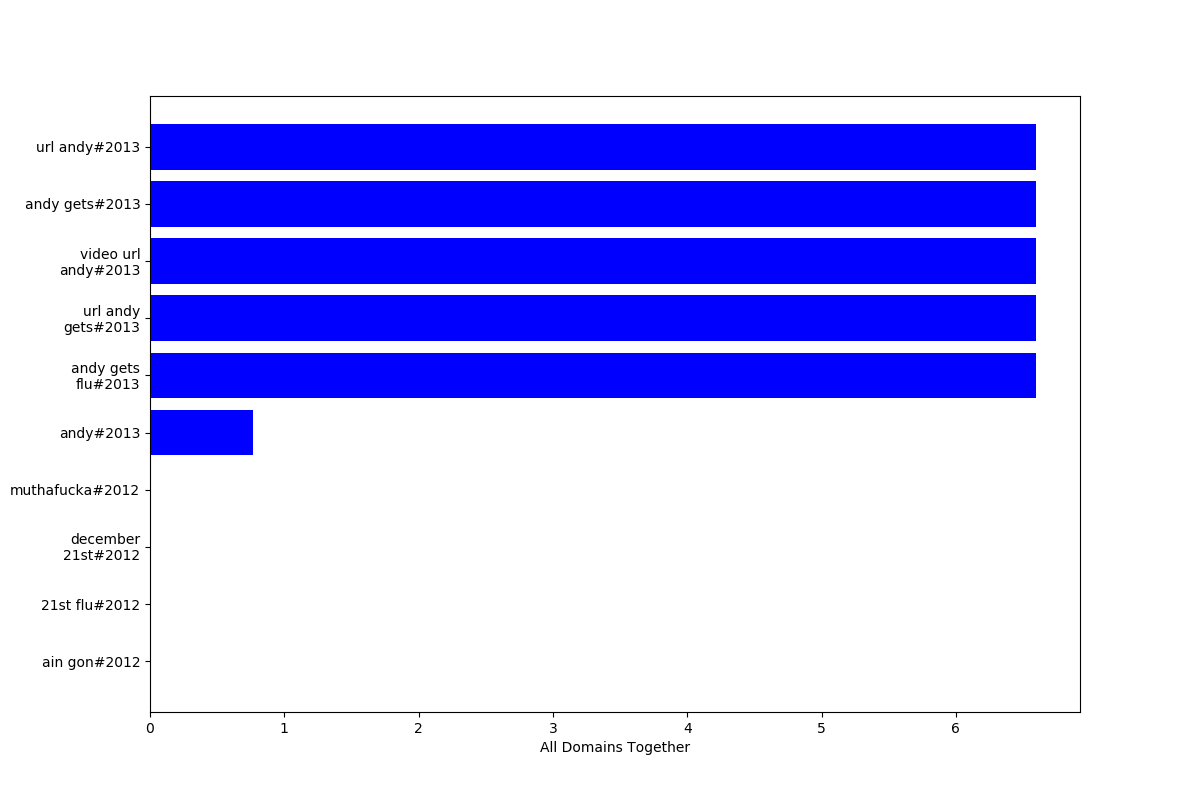 url andy#2013
andy gets#2013
video url
andy#2013
url andy
gets#2013
andy gets
flu#2013
andy#2013
muthafucka#2012
december
21st#2012
21st flu#2012
ain gon#2012
0 1 2 3 4 5 6
All Domains Together